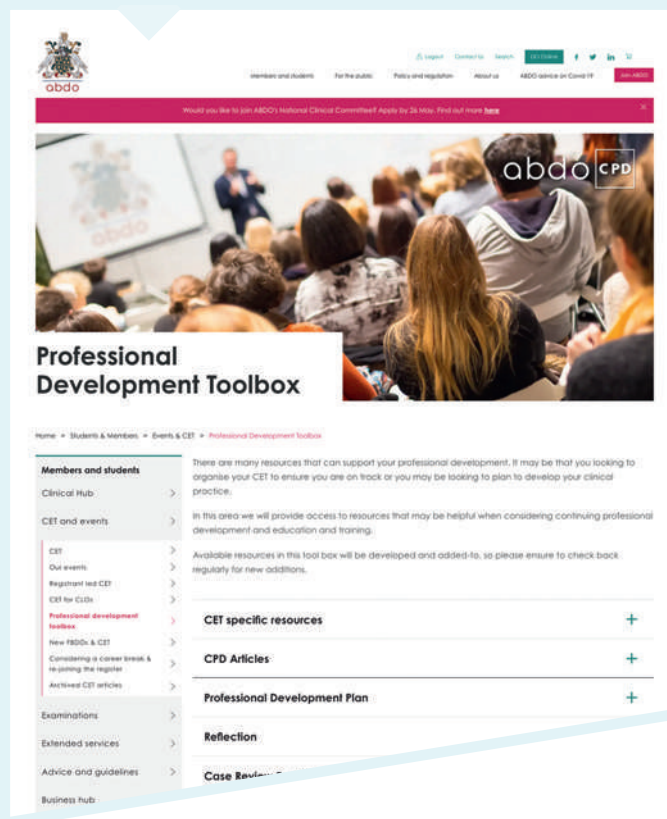 abdo
Logout Contact Us Search CET Online
Members and students For the public Policy and regulation About us ABDO advice on Covid-19 Join ABDO
Would you like to join ABDO's National Clinical Committee? Apply by 26 May. Find out more here
abdo CPD
abdo
Professional
Development Toolbox
Home » Students & Members » Events & CET » Professional Development Toolbox
Members and students
Clinical Hub
CET and events
CET
Our events
Registrant led CET
CET for CLOs
Professional development
toolbox
New FBDOs & CET
Considering a career break &
re-joining the register
Archived CET articles
Examinations
Extended services
Advice and guidelines
Business hub
There are many resources that can support your professional development. It may be that you looking to
organise your CET to ensure you are on track or you may be looking to plan to develop your clinical
practice.
In this area we will provide access to resources that may be helpful when considering continuing professional
development and education and training.
Available resources in this tool box will be developed and added-to, so please ensure to check back
regularly for new additions.
CET specific resources
CPD Articles
Professional Development Plan
Reflection
Case Review